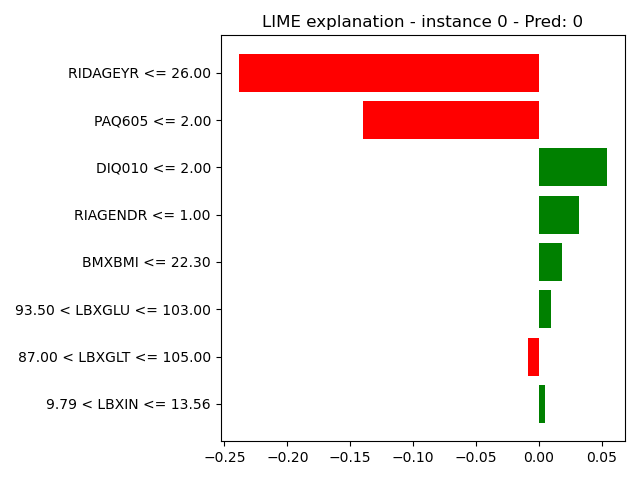 LIME explanation - instance 0 - Pred: 0
RIDAGEYR <= 26.00
PAQ605 <= 2.00
DIQ010 <= 2.00
RIAGENDR <= 1.00
BMXBMI <= 22.30
93.50 < LBXGLU <= 103.00
87.00 < LBXGLT <= 105.00
9.79 < LBXIN <= 13.56
−0.25 −0.20 −0.15 −0.10 −0.05 0.00 0.05